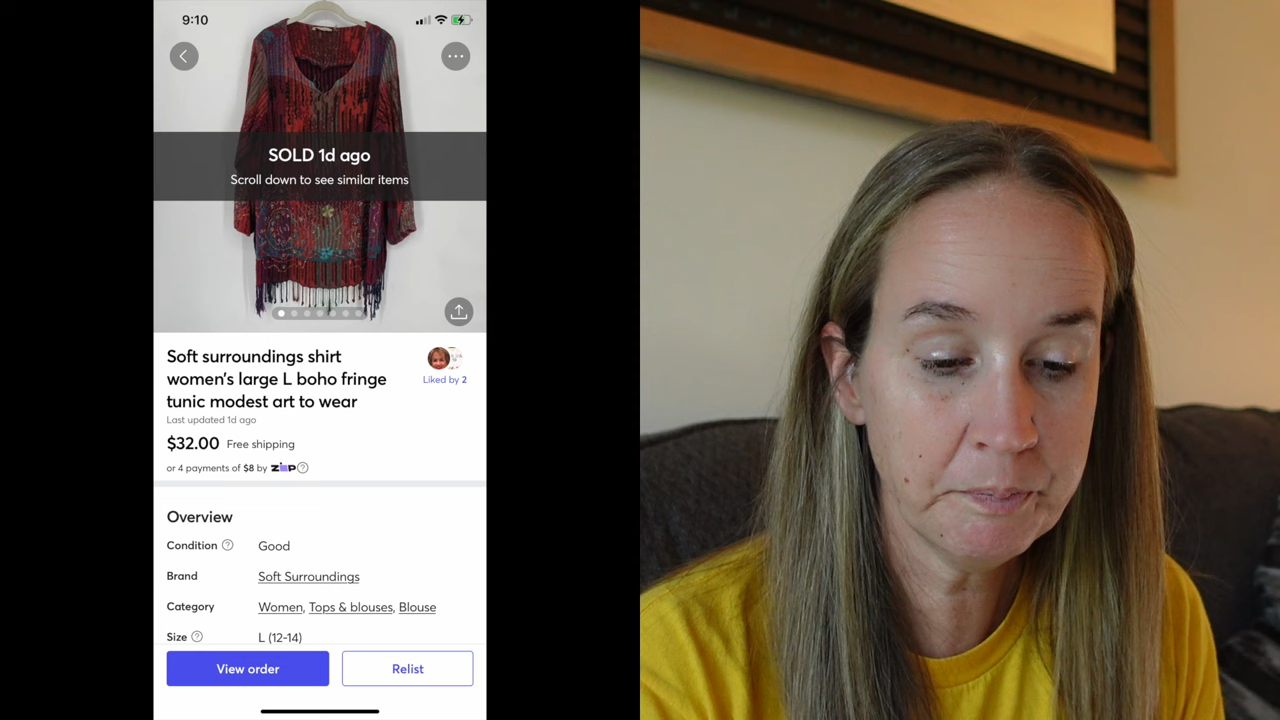 9:10
SOLD 1d ago
Scroll down to see similar items
Soft surroundings shirt
women's large L boho fringe
tunic modest art to wear
Liked by 2
Last updated 1d ago
$32.00 Free shipping
or 4 payments of $8 by ZIP ?
Overview
Condition ? Good
Brand Soft Surroundings
Category Women, Tops & blouses, Blouse
Size ? L (12-14)
View order Relist